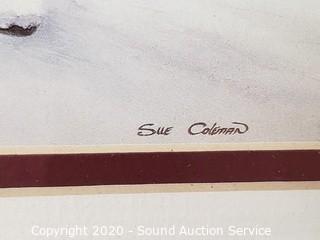 Sue Coleman
Copyright 2020 - Sound Auction Service